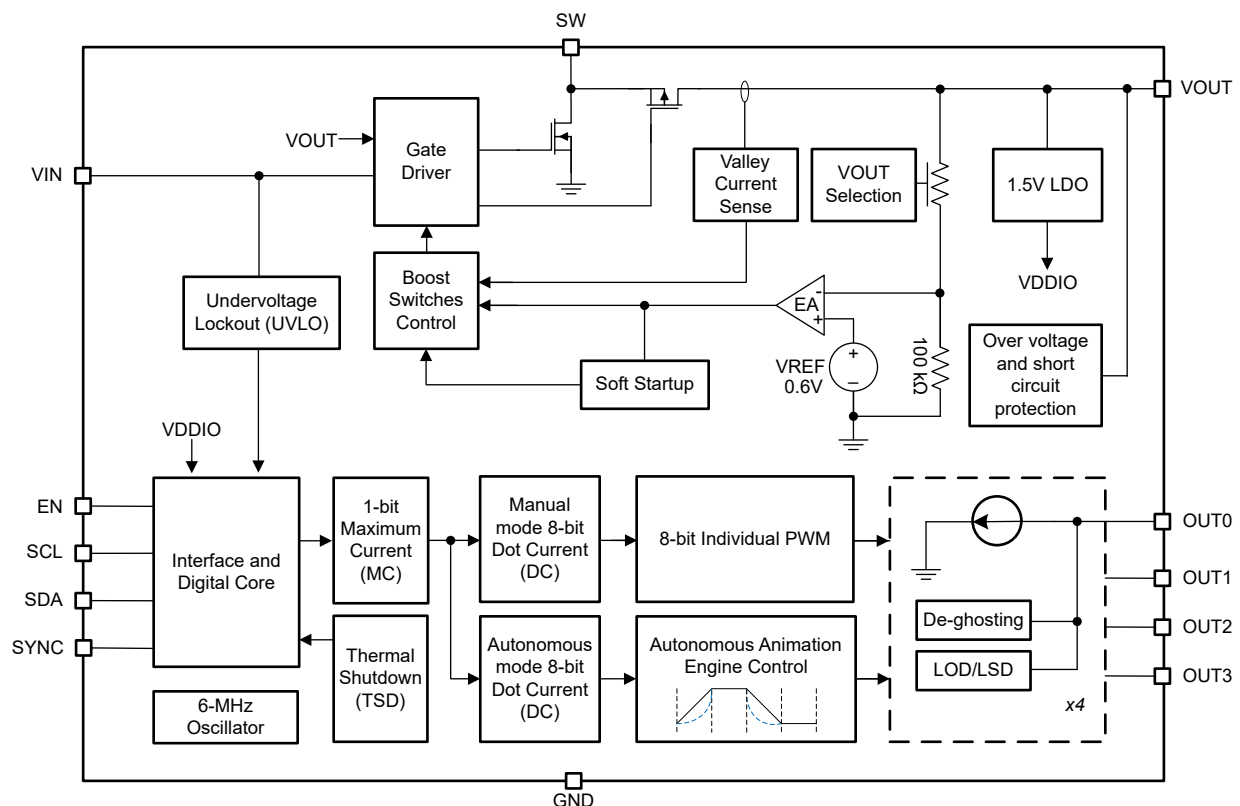 SW
VOUT
VOUT
VIN
Gate
Driver
Valley
Current
Sense
VOUT
Selection
1.5V LDO
VDDIO
Undervoltage
Lockout (UVLO)
Boost
Switches
Control
EA
-
+
Soft Startup
VREF
0.6V
+
–
100 kΩ
Over voltage
and short
circuit
protection
VDDIO
EN
SCL
SDA
SYNC
Interface and
Digital Core
1-bit
Maximum
Current
(MC)
Manual
mode 8-bit
Dot Current
(DC)
8-bit Individual PWM
OUT0
OUT1
OUT2
OUT3
De-ghosting
LOD/LSD
x4
Thermal
Shutdown
(TSD)
Autonomous
mode 8-bit
Dot Current
(DC)
Autonomous Animation
Engine Control
6-MHz
Oscillator
GND